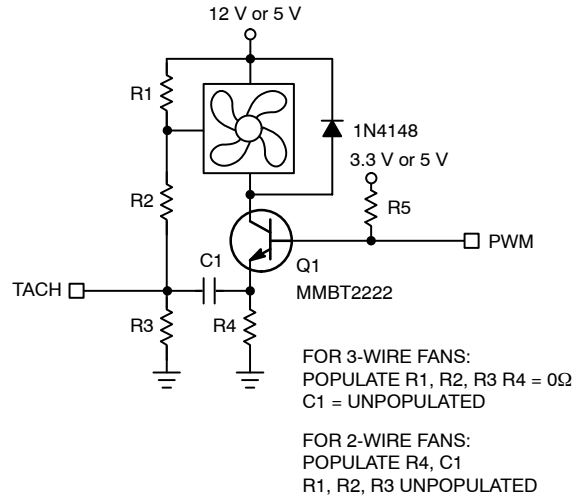 12 V or 5 V
R1
1N4148
3.3 V or 5 V
R2
R5
PWM
Q1
C1
TACH
MMBT2222
R3
R4
FOR 3-WIRE FANS:
POPULATE R1, R2, R3 R4 = 0Ω
C1 = UNPOPULATED
FOR 2-WIRE FANS:
POPULATE R4, C1
R1, R2, R3 UNPOPULATED